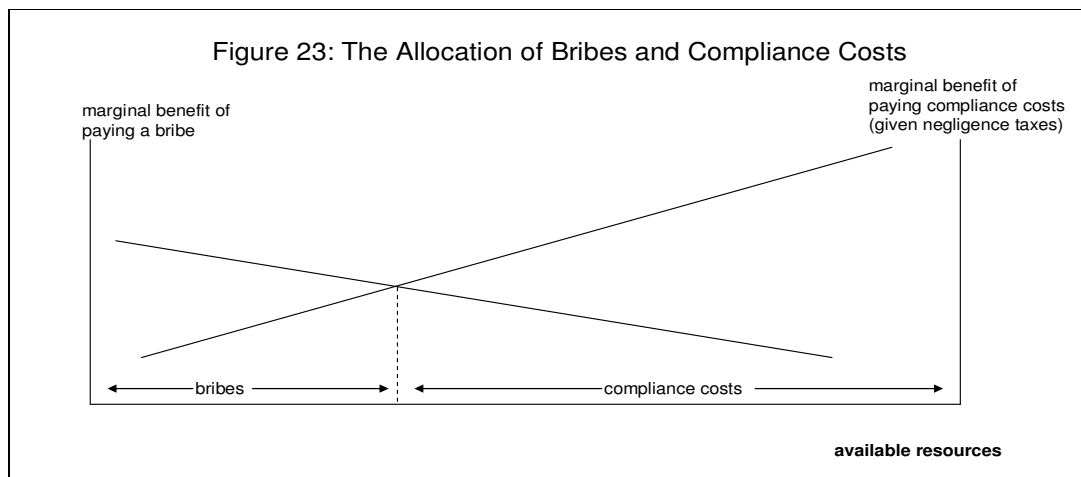 Figure 23: The Allocation of Bribes and Compliance Costs
marginal benefit of
paying a bribe
marginal benefit of
paying compliance costs
(given negligence taxes)
bribes
compliance costs
available resources